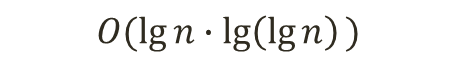 O(lg n · lg(lg n) )